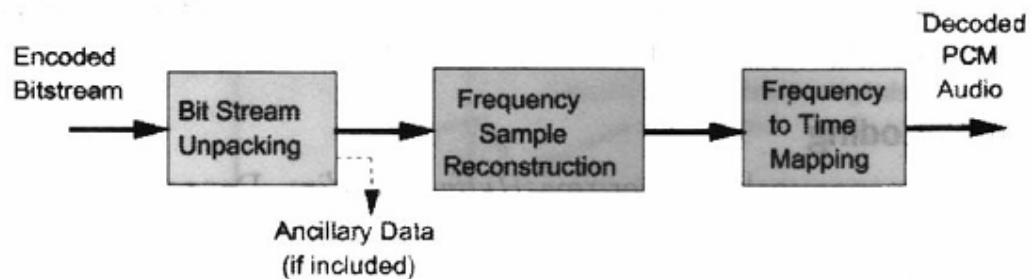 Encoded
Bitstream
Bit Stream
Unpacking
Ancillary Data
(if included)
Frequency
Sample
Reconstruction
Frequency
to Time
Mapping
Decoded
PCM
Audio
oding